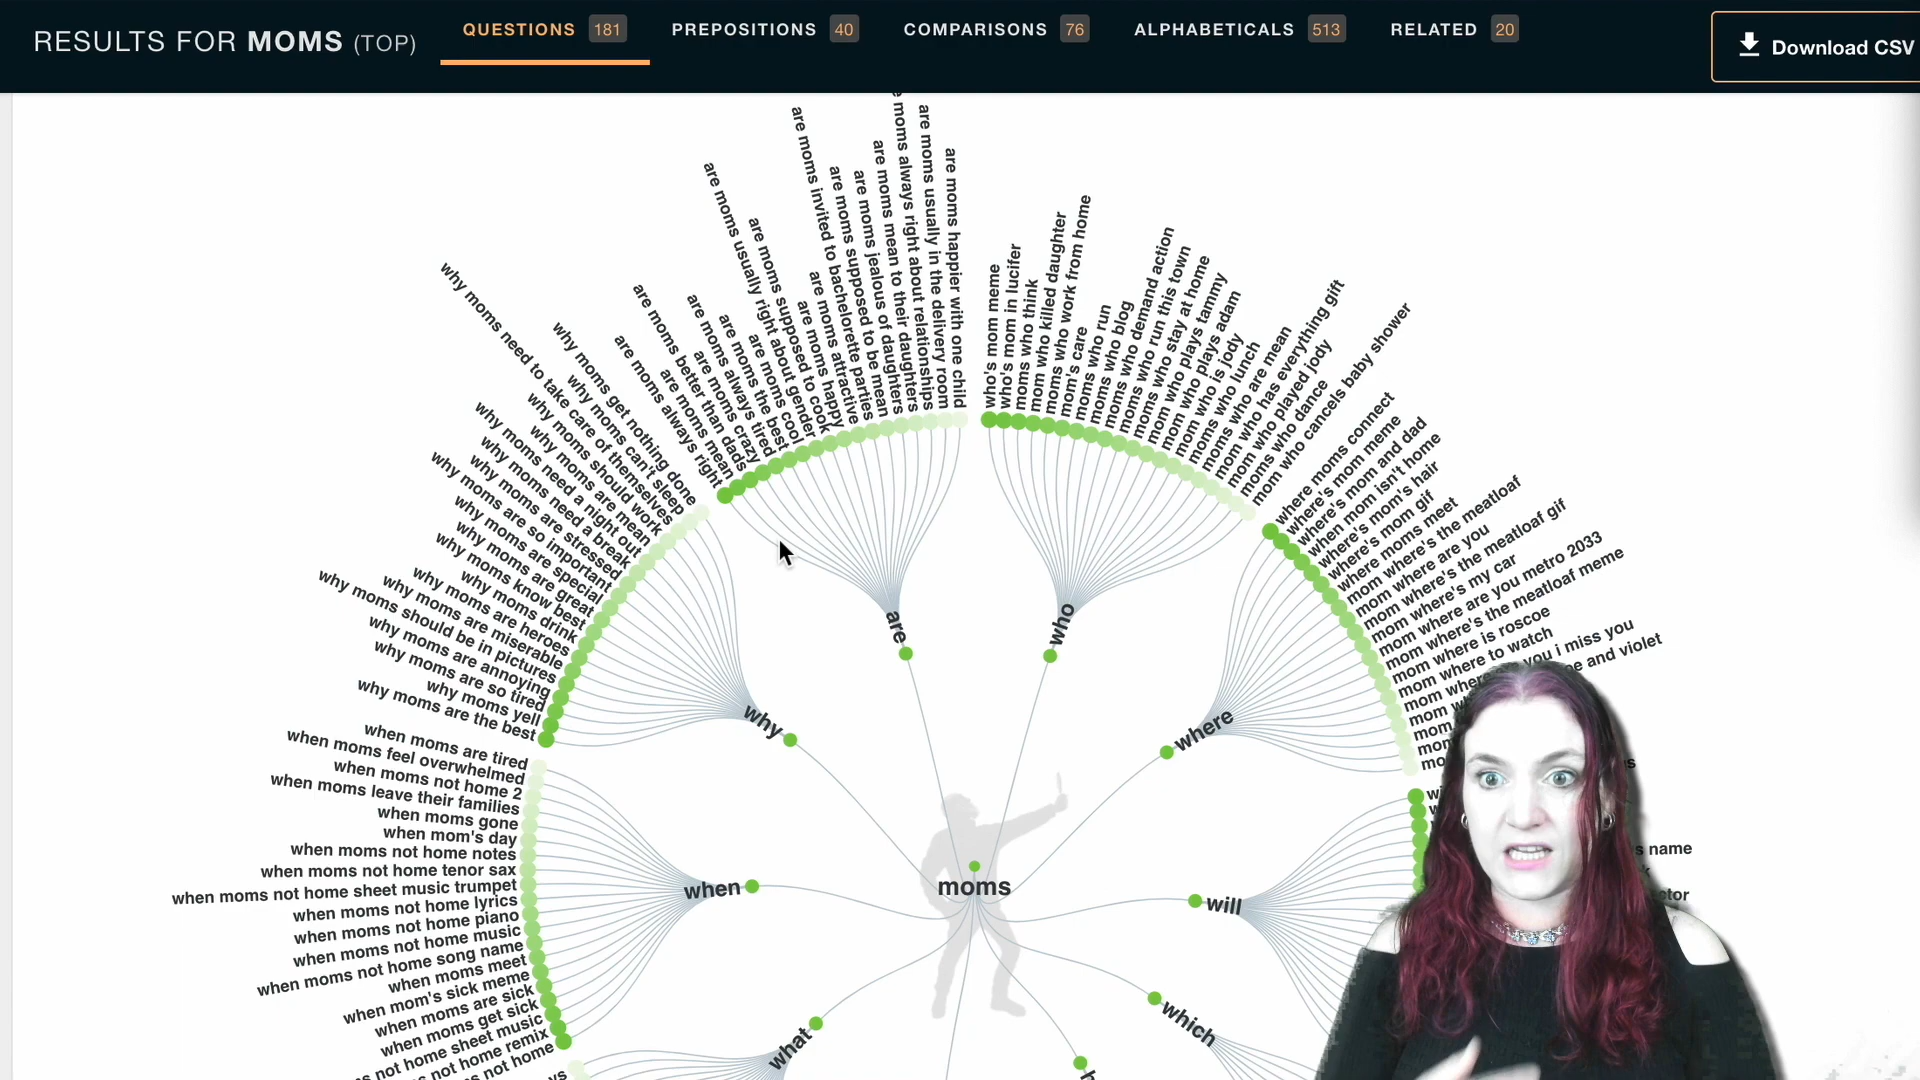 RESULTS FOR MOMS (TOP)
QUESTIONS 181
PREPOSITIONS 40
COMPARISONS 76
ALPHABETICALS 513
RELATED 20
Download CSV
why moms are the best
why moms yell
why moms are so tired
why moms are annoying
why moms should be in pictures
why moms are miserable
why moms are heroes
why moms drink
why moms know best
why moms are great
why moms are special
why moms are so important
why moms are stressed
why moms need a break
why moms need a night out
why moms are mean
why moms should work
why moms need to take care of themselves
why moms can't sleep
why moms get nothing done
are moms always right
are moms mean
are moms better than dads
are moms crazy
are moms always tired
are moms the best
are moms cool
are moms usually right about gender
are moms supposed to cook
are moms happy
are moms attractive
are moms invited to bachelorette parties
are moms supposed to be mean
are moms jealous of daughters
are moms mean to their daughters
moms always right about relationships
are moms usually in the delivery room
are moms happier with one child
who's mom meme
who's mom in lucifer
moms who think
mom who killed daughter
moms who work from home
mom's care
moms who run
moms who blog
moms who demand action
moms who run this town
moms who stay at home
mom who plays tammy
mom who plays adam
mom who is jody
moms who lunch
moms who are mean
mom who has everything gift
mom who played jody
moms who dance
mom who cancels baby shower
where moms connect
where's mom meme
where's mom and dad
when mom isn't home
where's mom's hair
where's mom gif
where moms meet
mom where's the meatloaf
mom where are you
mom where's the meatloaf gif
mom where's my car
mom where are you metro 2033
mom where's the meatloaf meme
mom where is roscoe
mom where to watch
mom where you i miss you
mom and violet
mom
mom
when moms are tired
when moms feel overwhelmed
when moms not home 2
when moms leave their families
when moms gone
when mom's day
when moms not home notes
when moms not home tenor sax
when moms not home sheet music trumpet
when moms not home lyrics
when moms not home piano
when moms not home music
when moms not home song name
when moms meet
when mom's sick meme
when moms are sick
when moms get sick
not home sheet music
not home remix
not home
are
who
why
where
when
moms
will
what
which
name